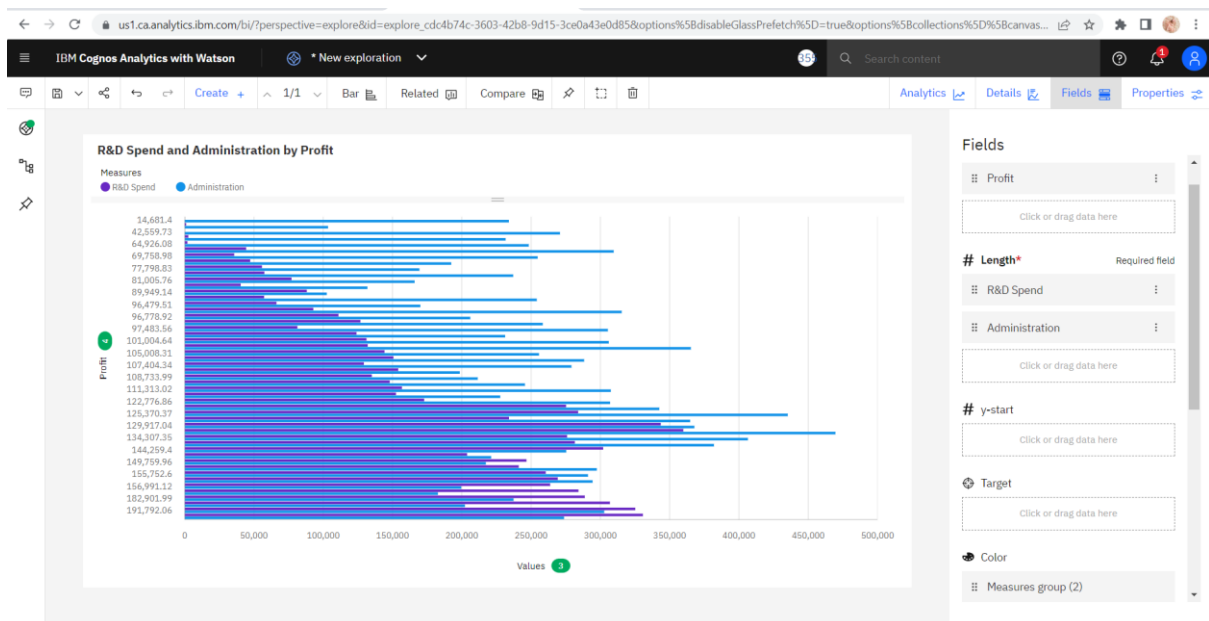 us1.ca.analytics.ibm.com/bi/?perspective=explore&id=explore_cdc4b74c-3603-42b8-9d15-3ce0a43e0d85&options%5BdisableGlassPrefetch%5D=true&options%5Bcollections%5D%5Bcanvas...
IBM Cognos Analytics with Watson
* New exploration
355
Search content
1
Create +
1/1
Bar
Related
Compare
Analytics
Details
Fields
Properties
R&D Spend and Administration by Profit
Measures
R&D Spend
Administration
14,681.4
42,559.73
64,926.08
69,758.98
77,798.83
81,005.76
89,949.14
96,479.51
96,778.92
97,483.56
101,004.64
105,008.31
107,404.34
108,733.99
111,313.02
122,776.86
125,370.37
129,917.04
134,307.35
144,259.4
149,759.96
155,752.6
156,991.12
182,901.99
191,792.06
Profit
4
0
50,000
100,000
150,000
200,000
250,000
300,000
350,000
400,000
450,000
500,000
Values 3
Fields
Profit
Click or drag data here
# Length*
Required field
R&D Spend
Administration
Click or drag data here
# y-start
Click or drag data here
Target
Click or drag data here
Color
Measures group (2)